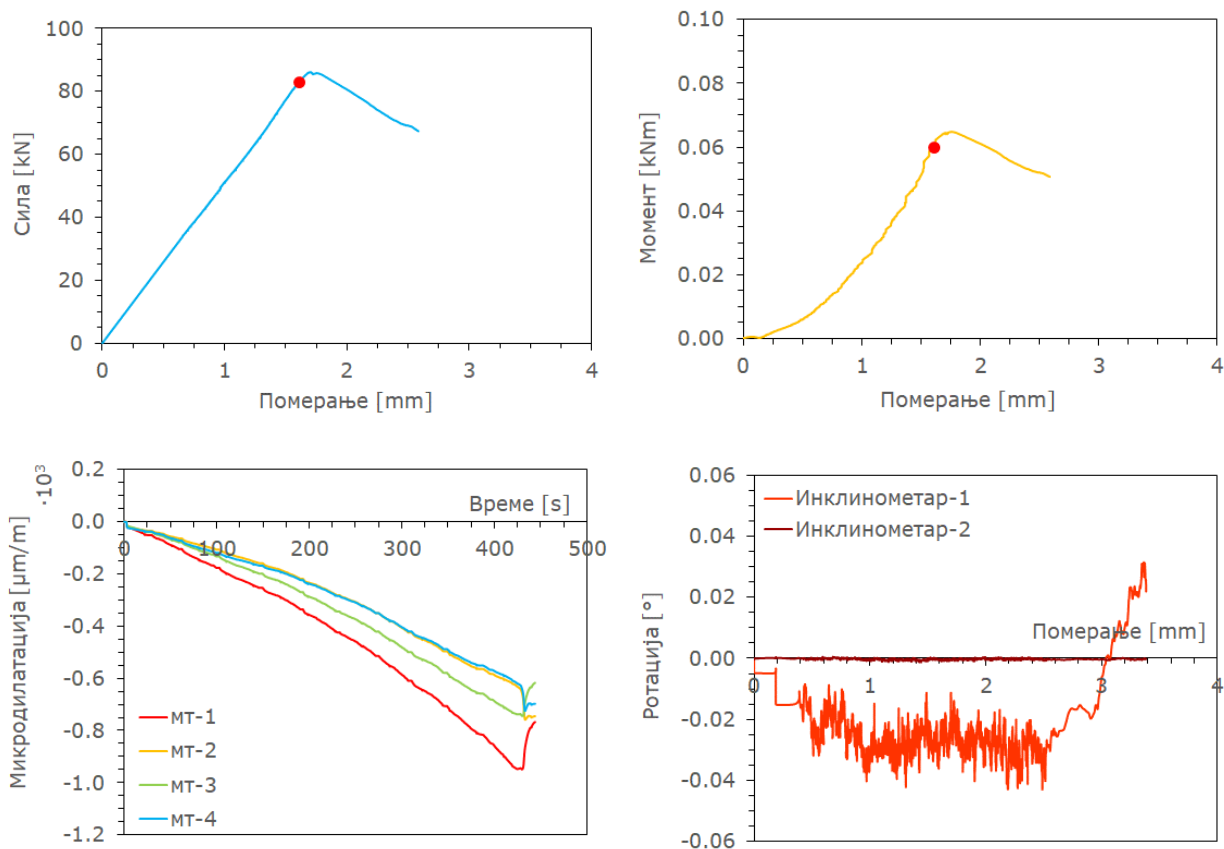 100
80
60
40
20
0
0 1 2 3 4
Сила [kN]
Померање [mm]
0.10
0.08
0.06
0.04
0.02
0.00
0 1 2 3 4
Момент [kNm]
Померање [mm]
·10³
0.2
0.0
-0.2
-0.4
-0.6
-0.8
-1.0
-1.2
Време [s]
0 100 200 300 400 500
Микродилатација [µm/m]
мт-1
мт-2
мт-3
мт-4
0.06
0.04
0.02
0.00
-0.02
-0.04
-0.06
Инклинометар-1
Инклинометар-2
Померање [mm]
0 1 2 3 4
Ротација [°]